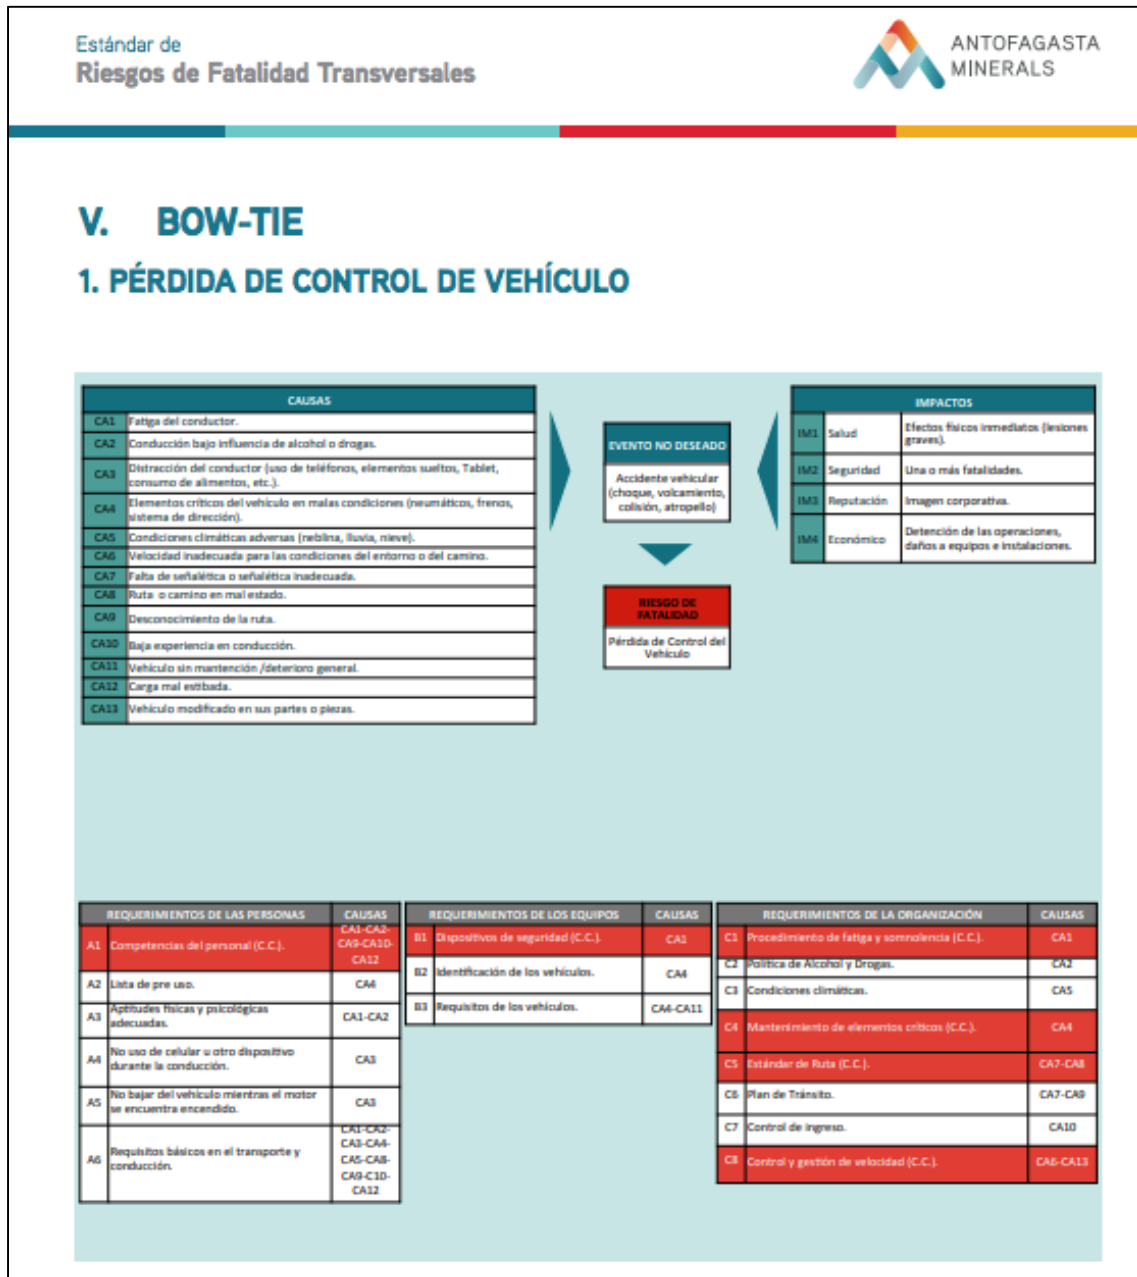 Estándar de
Riesgos de Fatalidad Transversales
ANTOFAGASTA
MINERALS
V. BOW-TIE
1. PÉRDIDA DE CONTROL DE VEHÍCULO
CAUSAS
CA1 Fatiga del conductor.
CA2 Conducción bajo influencia de alcohol o drogas.
CA3 Distracción del conductor (uso de teléfonos, elementos sueltos, Tablet,
consumo de alimentos, etc.).
CA4 Elementos críticos del vehículo en malas condiciones (neumáticos, frenos,
sistema de dirección).
CA5 Condiciones climáticas adversas (neblina, lluvia, nieve).
CA6 Velocidad inadecuada para las condiciones del entorno o del camino.
CA7 Falta de señalética o señalética inadecuada.
CA8 Ruta o camino en mal estado.
CA9 Desconocimiento de la ruta.
CA10 Baja experiencia en conducción.
CA11 Vehículo sin mantención /deterioro general.
CA12 Carga mal estibada.
CA13 Vehículo modificado en sus partes o piezas.
EVENTO NO DESEADO
Accidente vehicular
(choque, volcamiento,
colisión, atropello)
RIESGO DE
FATALIDAD
Pérdida de Control del
Vehículo
IMPACTOS
IM1 Salud Efectos físicos inmediatos (lesiones
graves).
IM2 Seguridad Una o más fatalidades.
IM3 Reputación Imagen corporativa.
IM4 Económico Detención de las operaciones,
daños a equipos e instalaciones.
REQUERIMIENTOS DE LAS PERSONAS CAUSAS
A1 Competencias del personal (C.C.). CA1-CA2-
CA9-CA10-
CA12
A2 Lista de pre uso. CA4
A3 Aptitudes físicas y psicológicas
adecuadas. CA1-CA2
A4 No uso de celular u otro dispositivo
durante la conducción. CA3
A5 No bajar del vehículo mientras el motor
se encuentra encendido. CA3
A6 Requisitos básicos en el transporte y
conducción. CA1-CA2-
CA3-CA4-
CA5-CA8-
CA9-C10-
CA12
REQUERIMIENTOS DE LOS EQUIPOS CAUSAS
B1 Dispositivos de seguridad (C.C.). CA1
B2 Identificación de los vehículos. CA4
B3 Requisitos de los vehículos. CA4-CA11
REQUERIMIENTOS DE LA ORGANIZACIÓN CAUSAS
C1 Procedimiento de fatiga y somnolencia (C.C.). CA1
C2 Política de Alcohol y Drogas. CA2
C3 Condiciones climáticas. CA5
C4 Mantenimiento de elementos críticos (C.C.). CA4
C5 Estándar de Ruta (C.C.). CA7-CA8
C6 Plan de Tránsito. CA7-CA9
C7 Control de ingreso. CA10
C8 Control y gestión de velocidad (C.C.). CA6-CA13